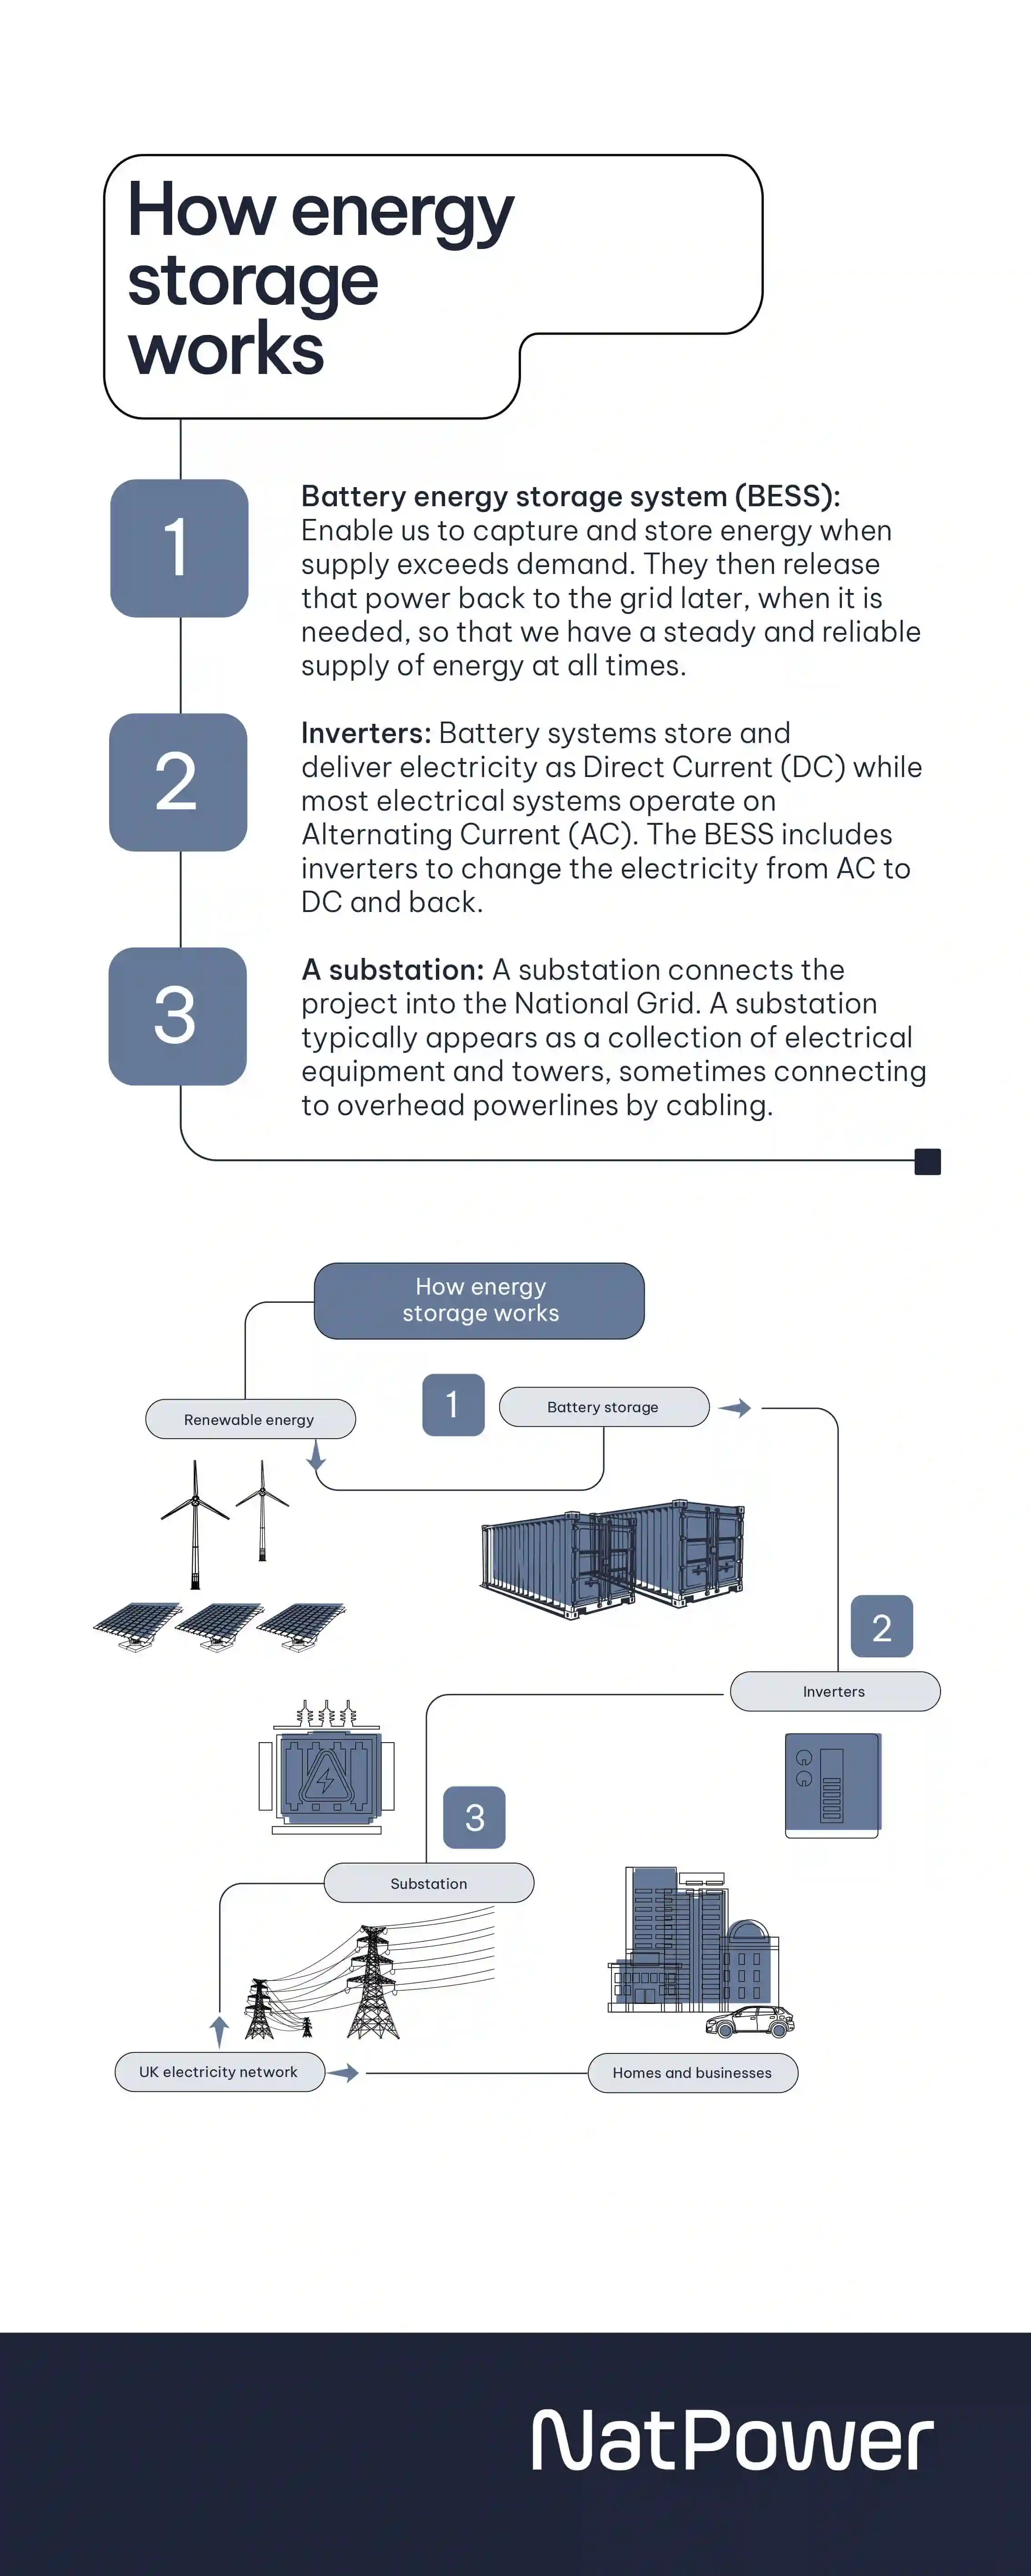 How energy
storage
works
1
Battery energy storage system (BESS):
Enable us to capture and store energy when
supply exceeds demand. They then release
that power back to the grid later, when it is
needed, so that we have a steady and reliable
supply of energy at all times.
2
Inverters: Battery systems store and
deliver electricity as Direct Current (DC) while
most electrical systems operate on
Alternating Current (AC). The BESS includes
inverters to change the electricity from AC to
DC and back.
3
A substation: A substation connects the
project into the National Grid. A substation
typically appears as a collection of electrical
equipment and towers, sometimes connecting
to overhead powerlines by cabling.
How energy
storage works
Renewable energy
1
Battery storage
2
Inverters
3
Substation
UK electricity network
Homes and businesses
NatPower